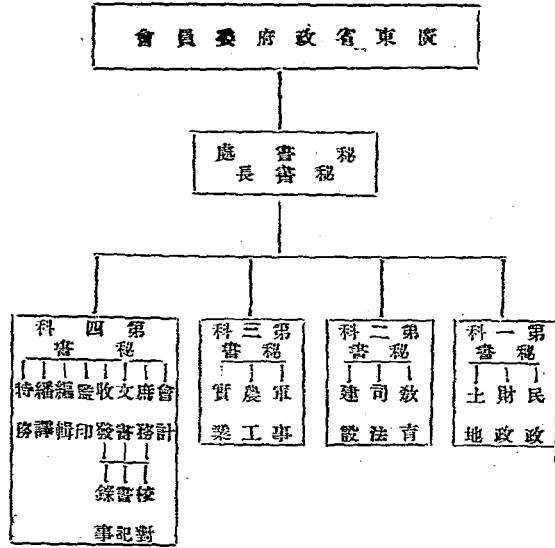 廣東省政府委員會
秘書處
秘書長
第一科
秘書
民政
財政
土地
第二科
秘書
教育
司法
建設
第三科
秘書
軍事
農工
實業
第四科
秘書
會計
庶務
文書
收發
監印
編輯
繙譯
特務
校對
書記
錄事